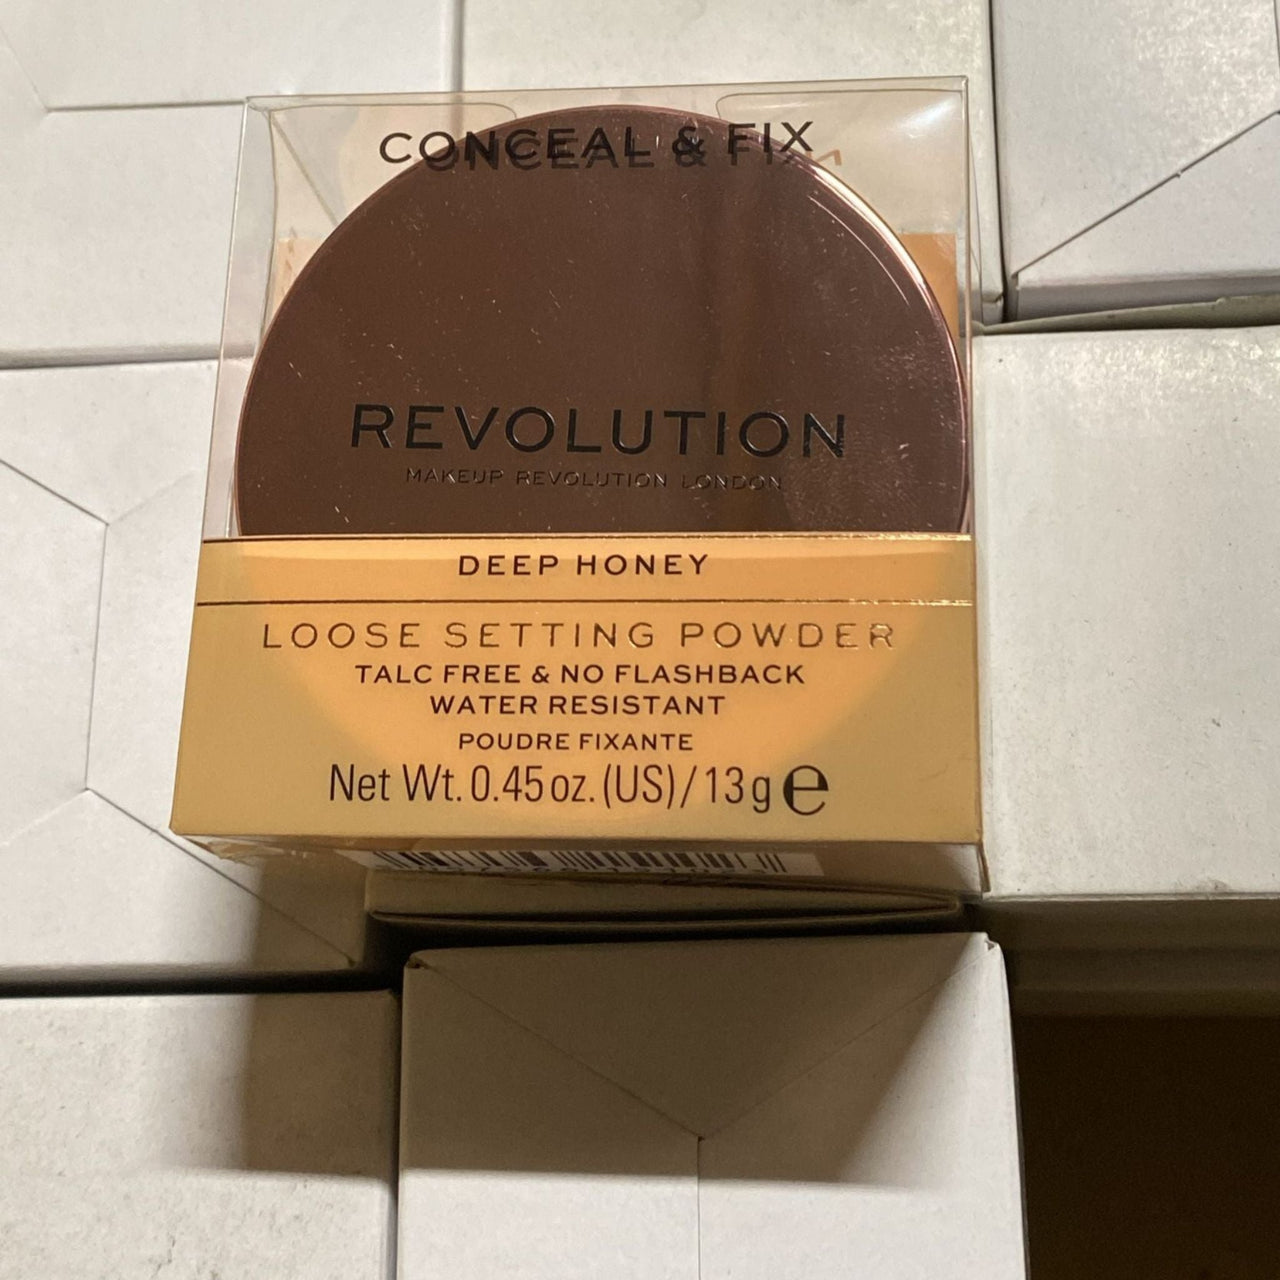 CONCEAL & FIX
REVOLUTION
MAKEUP REVOLUTION LONDON
DEEP HONEY
LOOSE SETTING POWDER
TALC FREE & NO FLASHBACK
WATER RESISTANT
POUDRE FIXANTE
Net Wt. 0.45 oz. (US) / 13 g ℮